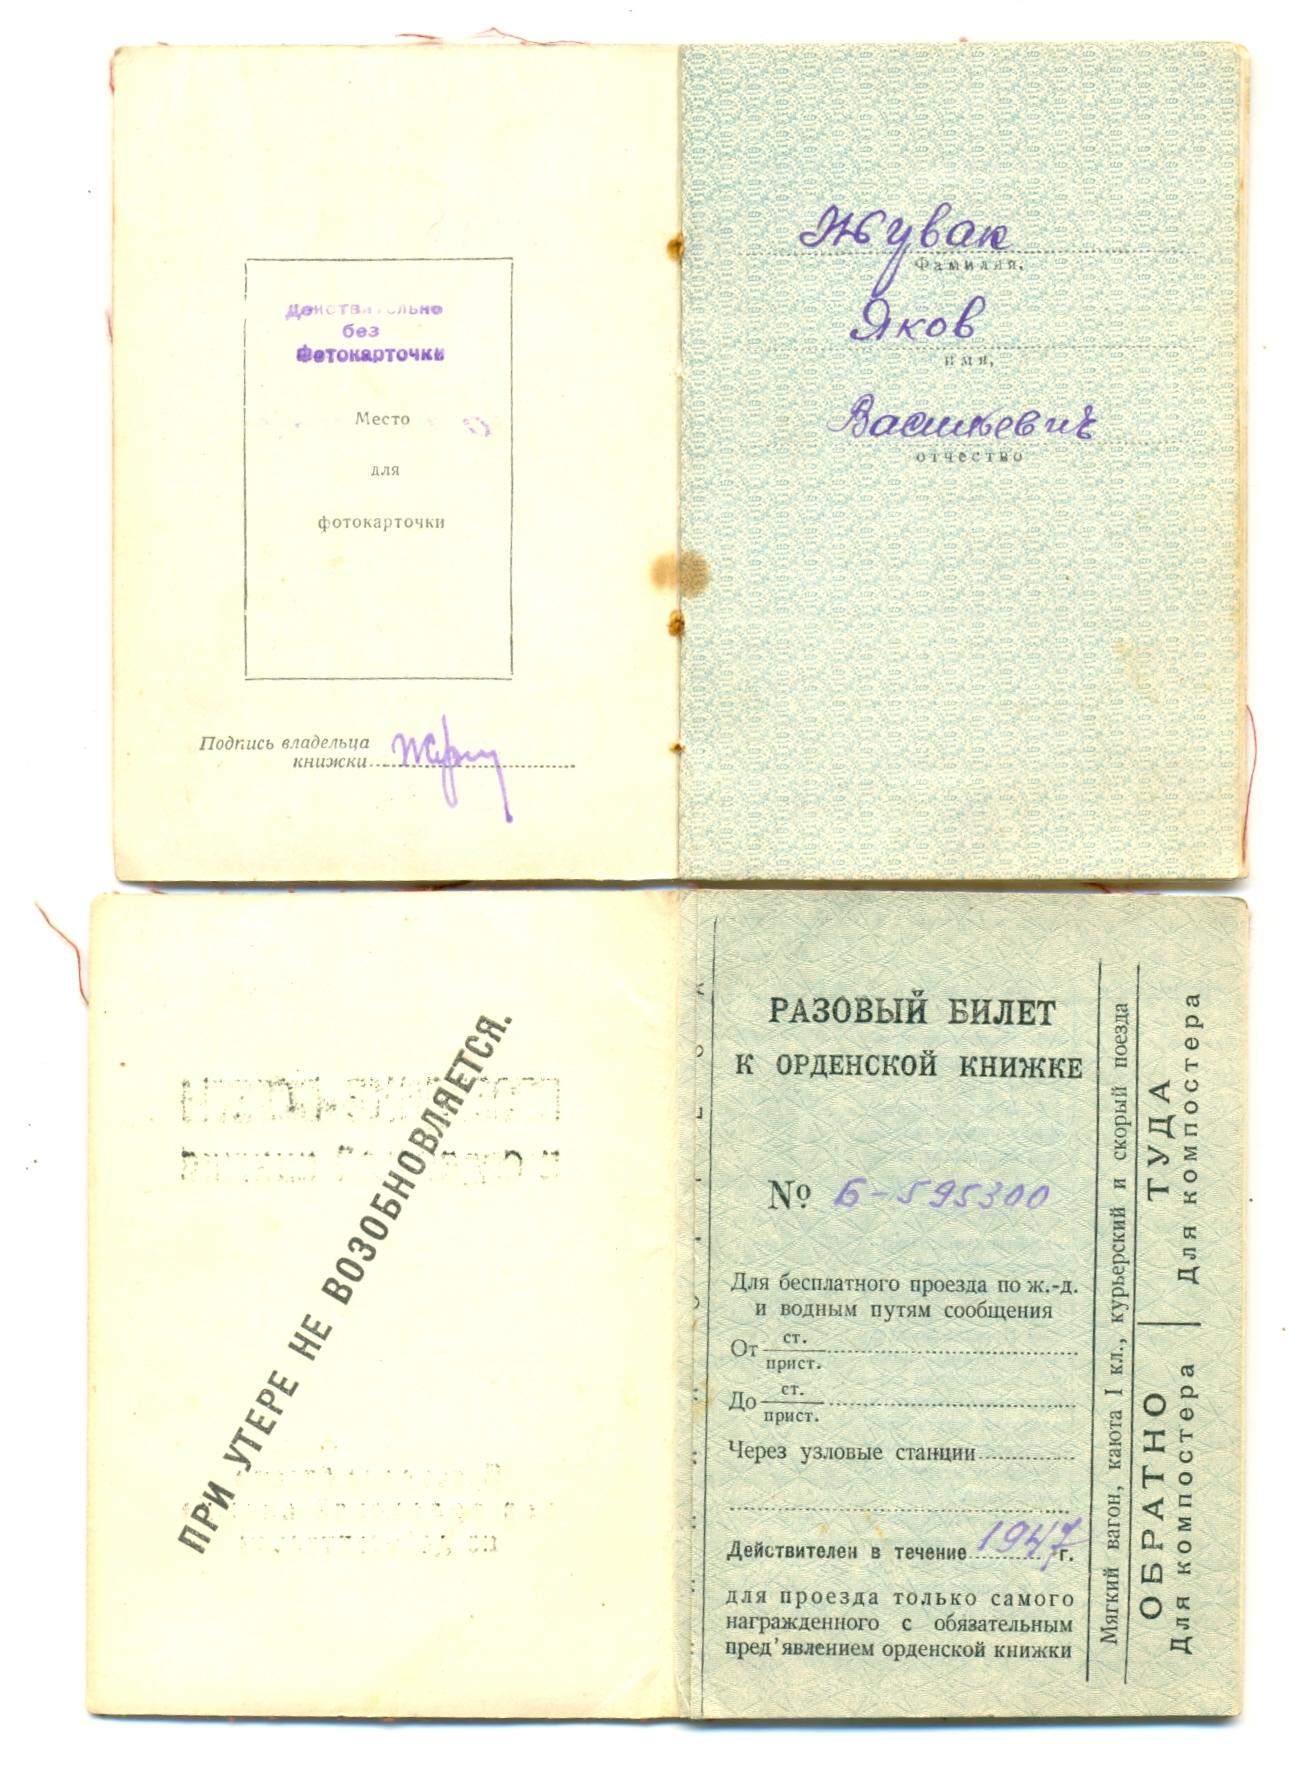 Действительно
без
Фотокарточки
Место
для
фотокарточки
Подпись владельца
книжки
Жувак
Фамилия,
Яков
имя,
Васильевич
отчество
ПРИ УТЕРЕ НЕ ВОЗОБНОВЛЯЕТСЯ.
РАЗОВЫЙ БИЛЕТ
К ОРДЕНСКОЙ КНИЖКЕ
№ Б-595300
Для бесплатного проезда по ж.-д.
и водным путям сообщения
От ст.
прист.
До ст.
прист.
Через узловые станции
Действителен в течение 1947 г.
для проезда только самого
награжденного с обязательным
пред'явлением орденской книжки
Мягкий вагон, каюта I кл., курьерский и скорый поезда
ТУДА
Для компостера
ОБРАТНО
Для компостера